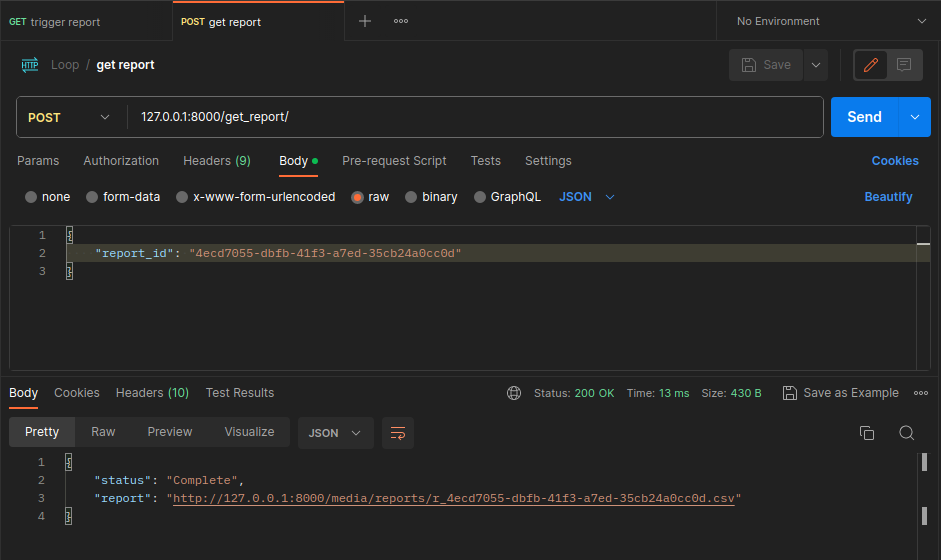 GET trigger report
POST get report
No Environment
HTTP Loop / get report
Save
POST 127.0.0.1:8000/get_report/ Send
Params Authorization Headers (9) Body Pre-request Script Tests Settings Cookies
none form-data x-www-form-urlencoded raw binary GraphQL JSON Beautify
1 {
2 "report_id": "4ecd7055-dbfb-41f3-a7ed-35cb24a0cc0d"
3 }
Body Cookies Headers (10) Test Results Status: 200 OK Time: 13 ms Size: 430 B Save as Example
Pretty Raw Preview Visualize JSON
1 {
2 "status": "Complete",
3 "report": "http://127.0.0.1:8000/media/reports/r_4ecd7055-dbfb-41f3-a7ed-35cb24a0cc0d.csv"
4 }